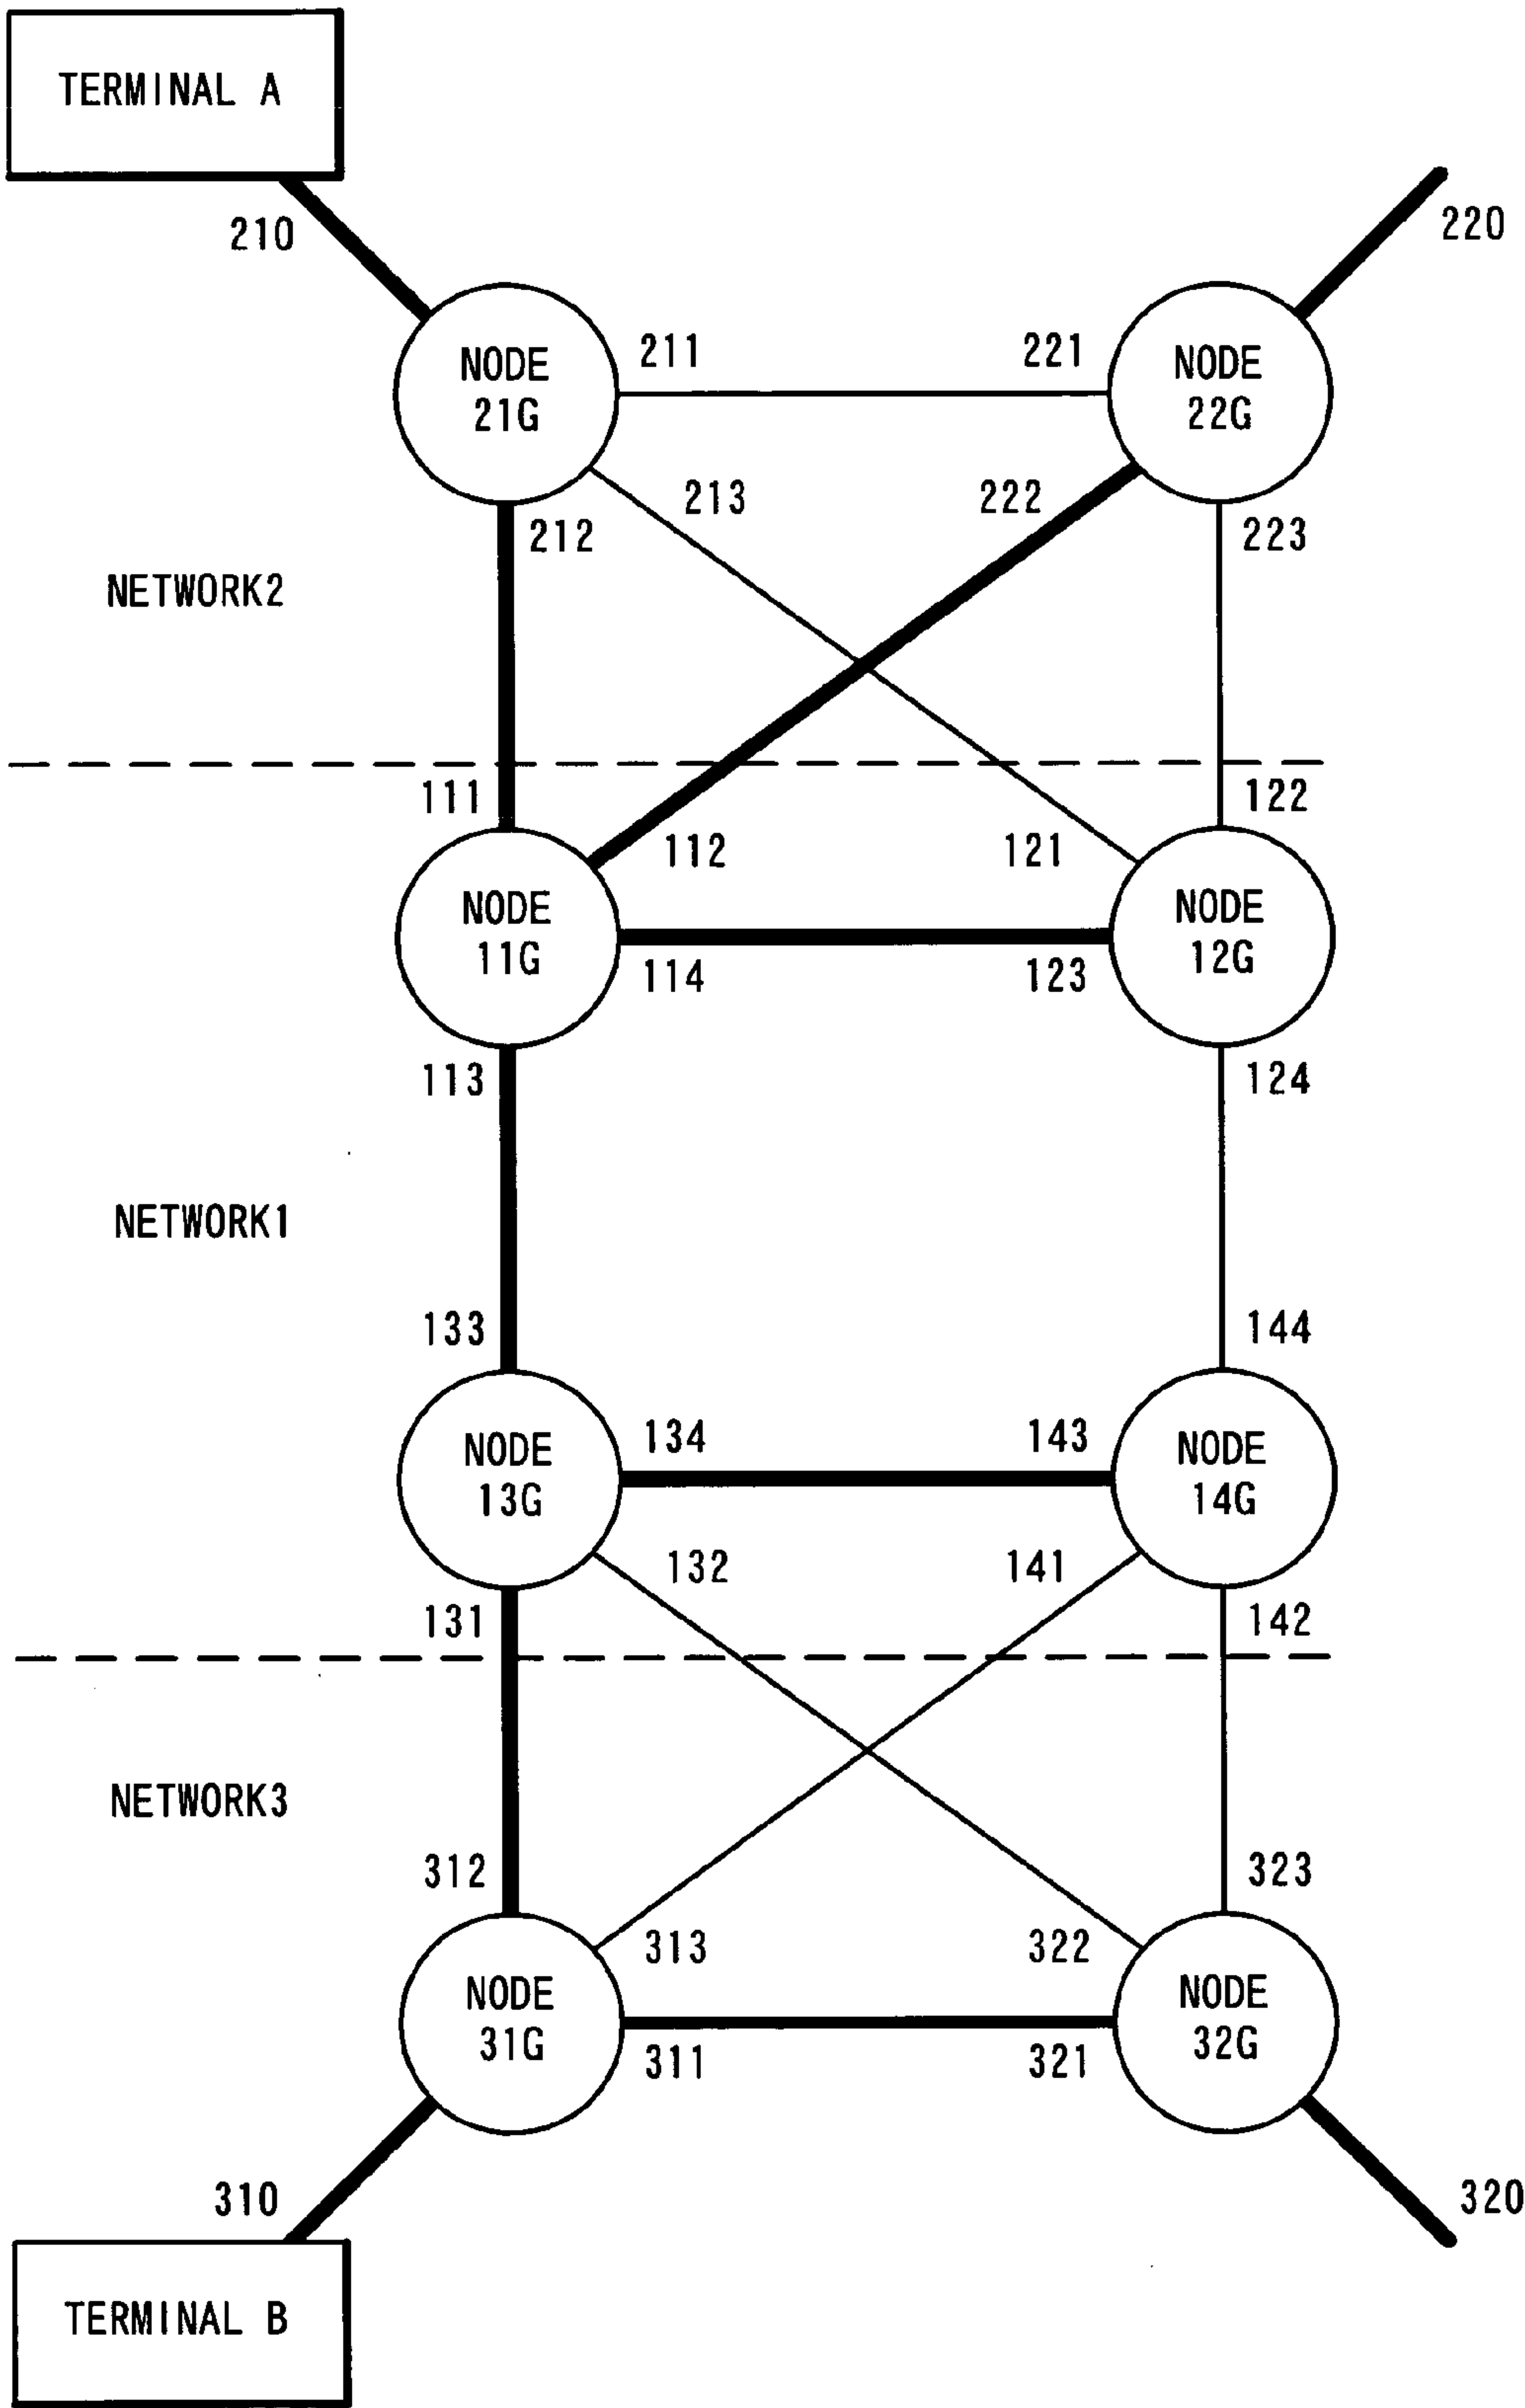 TERMINAL A
210
220
NODE
21G
211
221
NODE
22G
212
213
222
223
NETWORK2
111
112
121
122
NODE
11G
NODE
12G
114
123
113
124
NETWORK1
133
144
NODE
13G
134
143
NODE
14G
131
132
141
142
NETWORK3
312
313
322
323
NODE
31G
NODE
32G
311
321
310
320
TERMINAL B